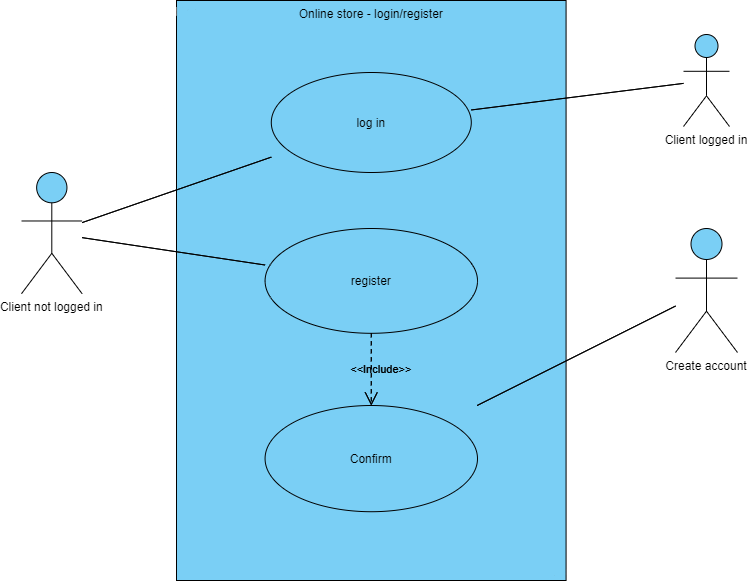 Online store - login/register
log in
Client logged in
register
Client not logged in
<<Include>>
Create account
Confirm